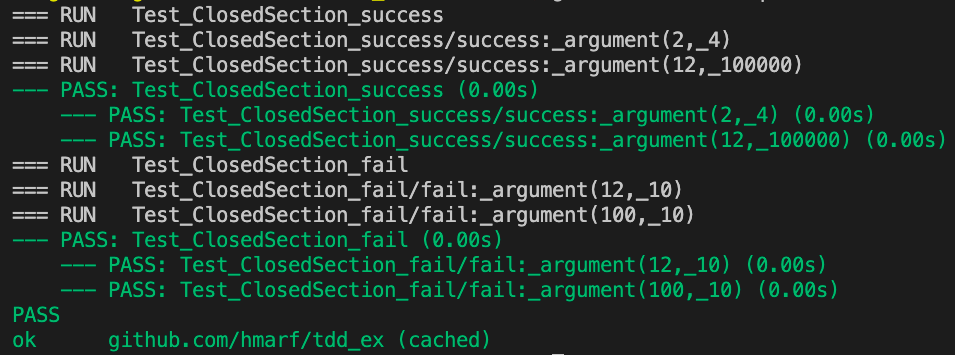 === RUN   Test_ClosedSection_success
=== RUN   Test_ClosedSection_success/success:_argument(2,_4)
=== RUN   Test_ClosedSection_success/success:_argument(12,_100000)
--- PASS: Test_ClosedSection_success (0.00s)
    --- PASS: Test_ClosedSection_success/success:_argument(2,_4) (0.00s)
    --- PASS: Test_ClosedSection_success/success:_argument(12,_100000) (0.00s)
=== RUN   Test_ClosedSection_fail
=== RUN   Test_ClosedSection_fail/fail:_argument(12,_10)
=== RUN   Test_ClosedSection_fail/fail:_argument(100,_10)
--- PASS: Test_ClosedSection_fail (0.00s)
    --- PASS: Test_ClosedSection_fail/fail:_argument(12,_10) (0.00s)
    --- PASS: Test_ClosedSection_fail/fail:_argument(100,_10) (0.00s)
PASS
ok      github.com/hmarf/tdd_ex (cached)